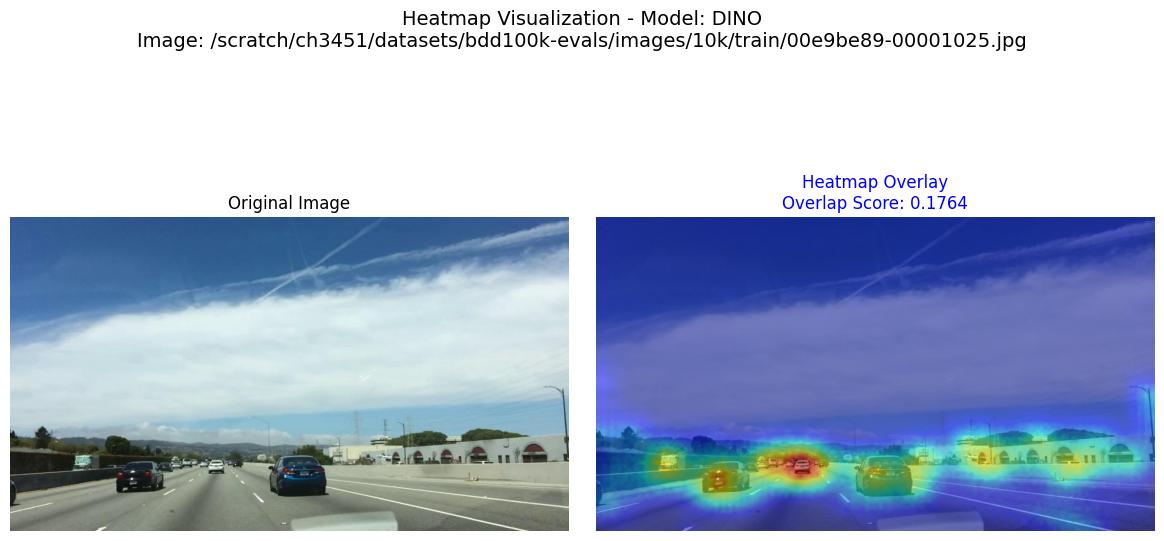 Heatmap Visualization - Model: DINO
Image: /scratch/ch3451/datasets/bdd100k-evals/images/10k/train/00e9be89-00001025.jpg
Original Image
Heatmap Overlay
Overlap Score: 0.1764